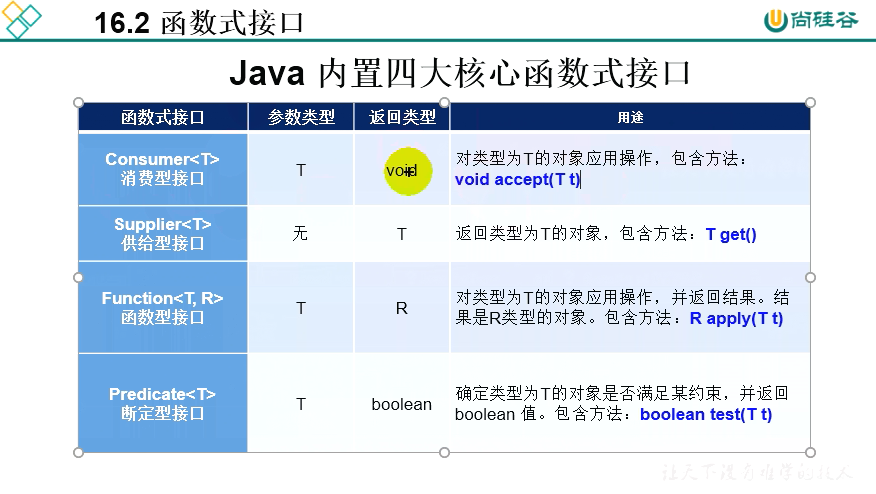 16.2 函数式接口
尚硅谷
Java 内置四大核心函数式接口
函数式接口 参数类型 返回类型 用途
Consumer<T>
消费型接口
T
void
对类型为T的对象应用操作，包含方法：
void accept(T t)
Supplier<T>
供给型接口
无
T
返回类型为T的对象，包含方法：T get()
Function<T, R>
函数型接口
T
R
对类型为T的对象应用操作，并返回结果。结
果是R类型的对象。包含方法：R apply(T t)
Predicate<T>
断定型接口
T
boolean
确定类型为T的对象是否满足某约束，并返回
boolean 值。包含方法：boolean test(T t)
让天下没有难学的技术